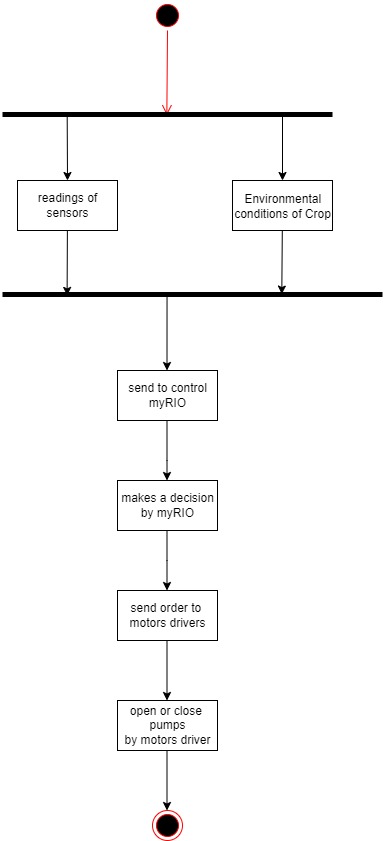 readings of
sensors
Environmental
conditions of Crop
send to control
myRIO
makes a decision
by myRIO
send order to
motors drivers
open or close
pumps
by motors driver